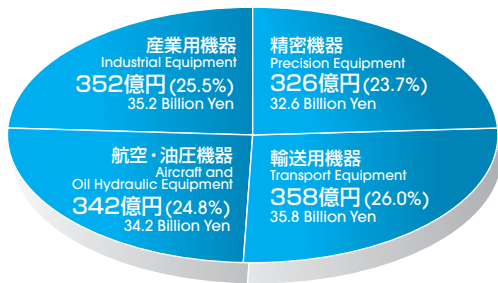 産業用機器
Industrial Equipment
352億円(25.5%)
35.2 Billion Yen
精密機器
Precision Equipment
326億円(23.7%)
32.6 Billion Yen
航空・油圧機器
Aircraft and
Oil Hydraulic Equipment
342億円(24.8%)
34.2 Billion Yen
輸送用機器
Transport Equipment
358億円(26.0%)
35.8 Billion Yen